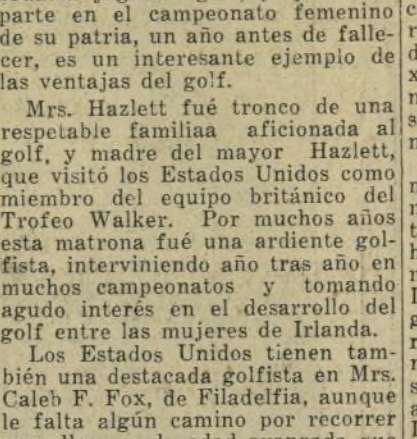 parte en el campeonato femenino
de su patria, un año antes de falle-
cer, es un interesante ejemplo de
las ventajas del golf.
Mrs. Hazlett fué tronco de una
respetable familiaa aficionada al
golf, y madre del mayor Hazlett,
que visitó los Estados Unidos como
miembro del equipo británico del
Trofeo Walker. Por muchos años
esta matrona fué una ardiente gol-
fista, interviniendo año tras año en
muchos campeonatos y tomando
agudo interés en el desarrollo del
golf entre las mujeres de Irlanda.
Los Estados Unidos tienen tam-
bién una destacada golfista en Mrs.
Caleb F. Fox, de Filadelfia, aunque
le falta algún camino por recorrer